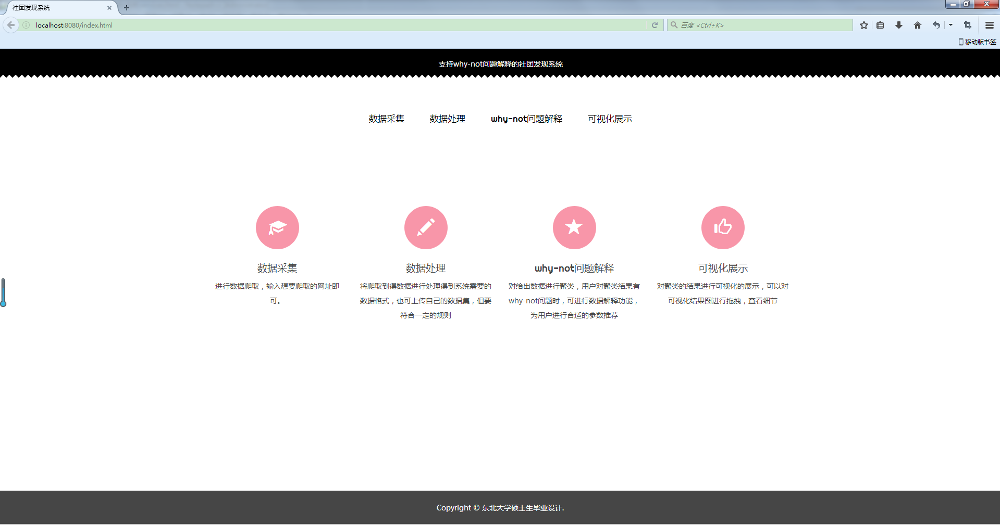 社团发现系统
localhost:8080/index.html
百度 <Ctrl+K>
移动版书签
支持why-not问题解释的社团发现系统
数据采集
数据处理
why-not问题解释
可视化展示
数据采集
进行数据爬取，输入想要爬取的网址即
可。
数据处理
将爬取到得数据进行处理得到系统需要的
数据格式，也可上传自己的数据集，但要
符合一定的规则
why-not问题解释
对给出数据进行聚类，用户对聚类结果有
why-not问题时，可进行数据解释功能，
为用户进行合适的参数推荐
可视化展示
对聚类的结果进行可视化的展示，可以对
可视化结果图进行拖拽，查看细节
Copyright © 东北大学硕士生毕业设计.